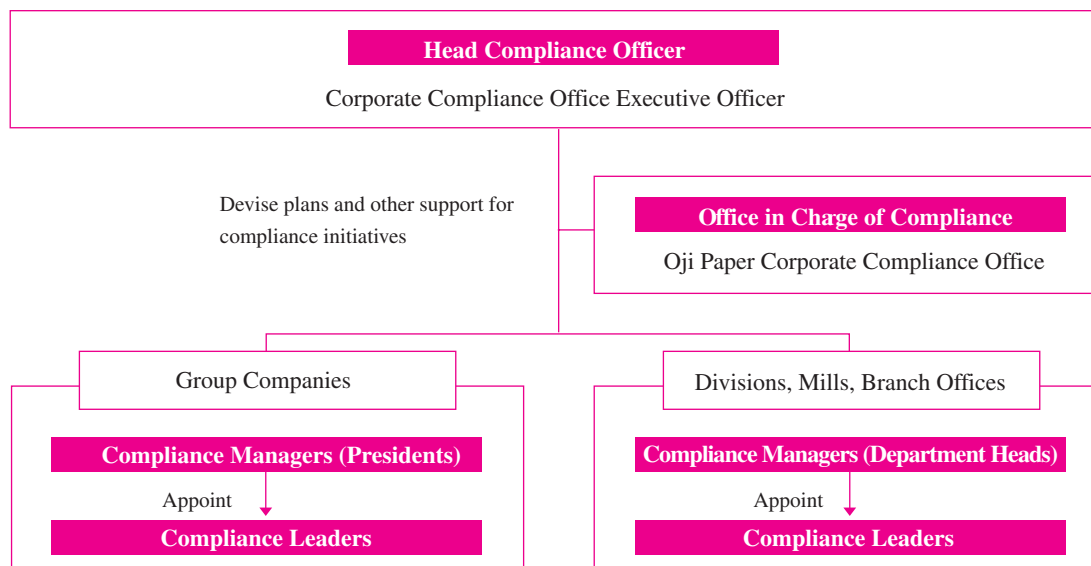 Head Compliance Officer
Corporate Compliance Office Executive Officer
Devise plans and other support for
compliance initiatives
Office in Charge of Compliance
Oji Paper Corporate Compliance Office
Group Companies
Compliance Managers (Presidents)
Appoint
Compliance Leaders
Divisions, Mills, Branch Offices
Compliance Managers (Department Heads)
Appoint
Compliance Leaders